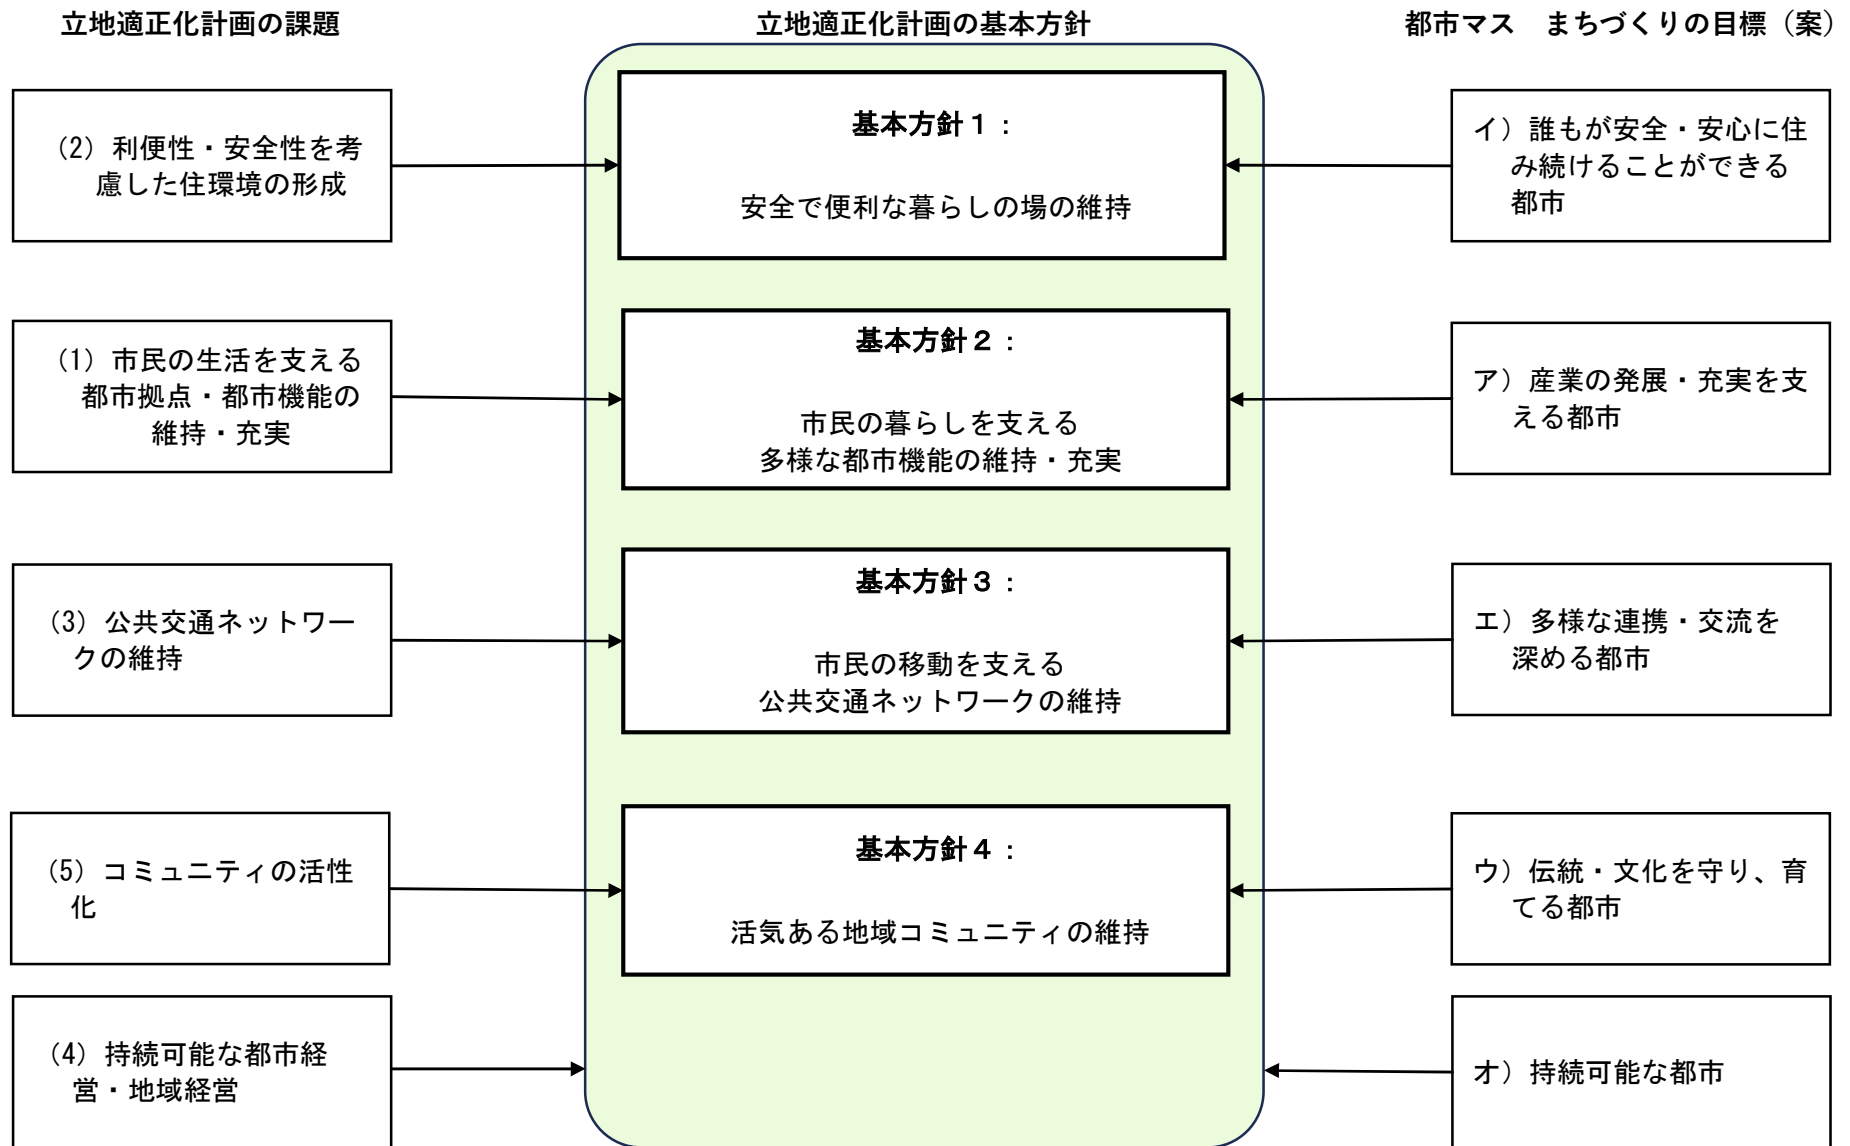 立地適正化計画の課題
立地適正化計画の基本方針
都市マス　まちづくりの目標（案）
（2）利便性・安全性を考
慮した住環境の形成
基本方針１：
安全で便利な暮らしの場の維持
イ）誰もが安全・安心に住
み続けることができる
都市
（1）市民の生活を支える
都市拠点・都市機能の
維持・充実
基本方針２：
市民の暮らしを支える
多様な都市機能の維持・充実
ア）産業の発展・充実を支
える都市
（3）公共交通ネットワー
クの維持
基本方針３：
市民の移動を支える
公共交通ネットワークの維持
エ）多様な連携・交流を
深める都市
（5）コミュニティの活性
化
基本方針４：
活気ある地域コミュニティの維持
ウ）伝統・文化を守り、育
てる都市
（4）持続可能な都市経
営・地域経営
オ）持続可能な都市